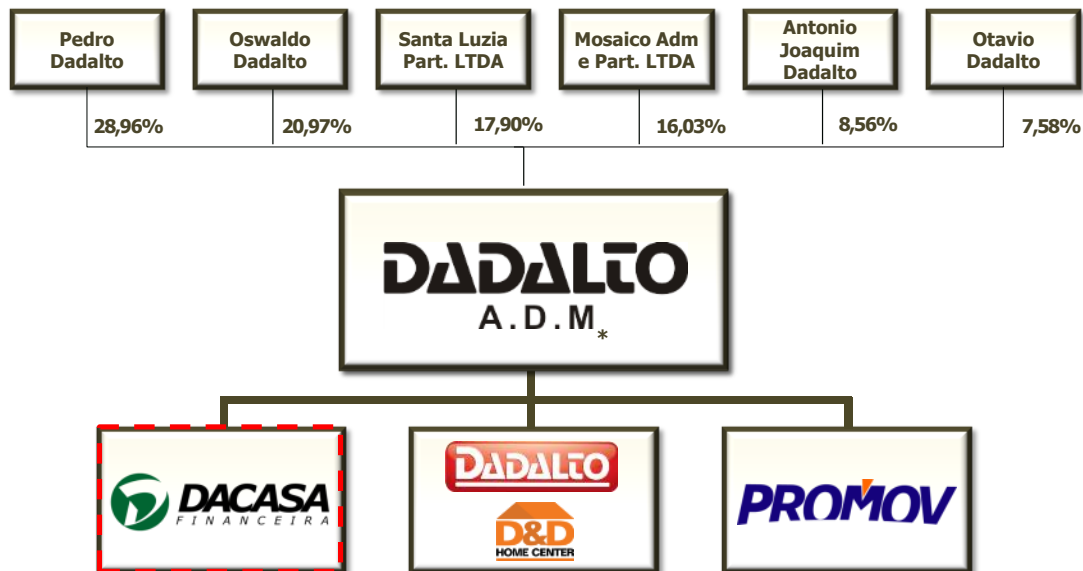 Pedro
Dadalto
Oswaldo
Dadalto
Santa Luzia
Part. LTDA
Mosaico Adm
e Part. LTDA
Antonio
Joaquim
Dadalto
Otavio
Dadalto
28,96%
20,97%
17,90%
16,03%
8,56%
7,58%
DADALTO
A.D.M*
DACASA
FINANCEIRA
DADALTO
D&D
HOME CENTER
PROMOV